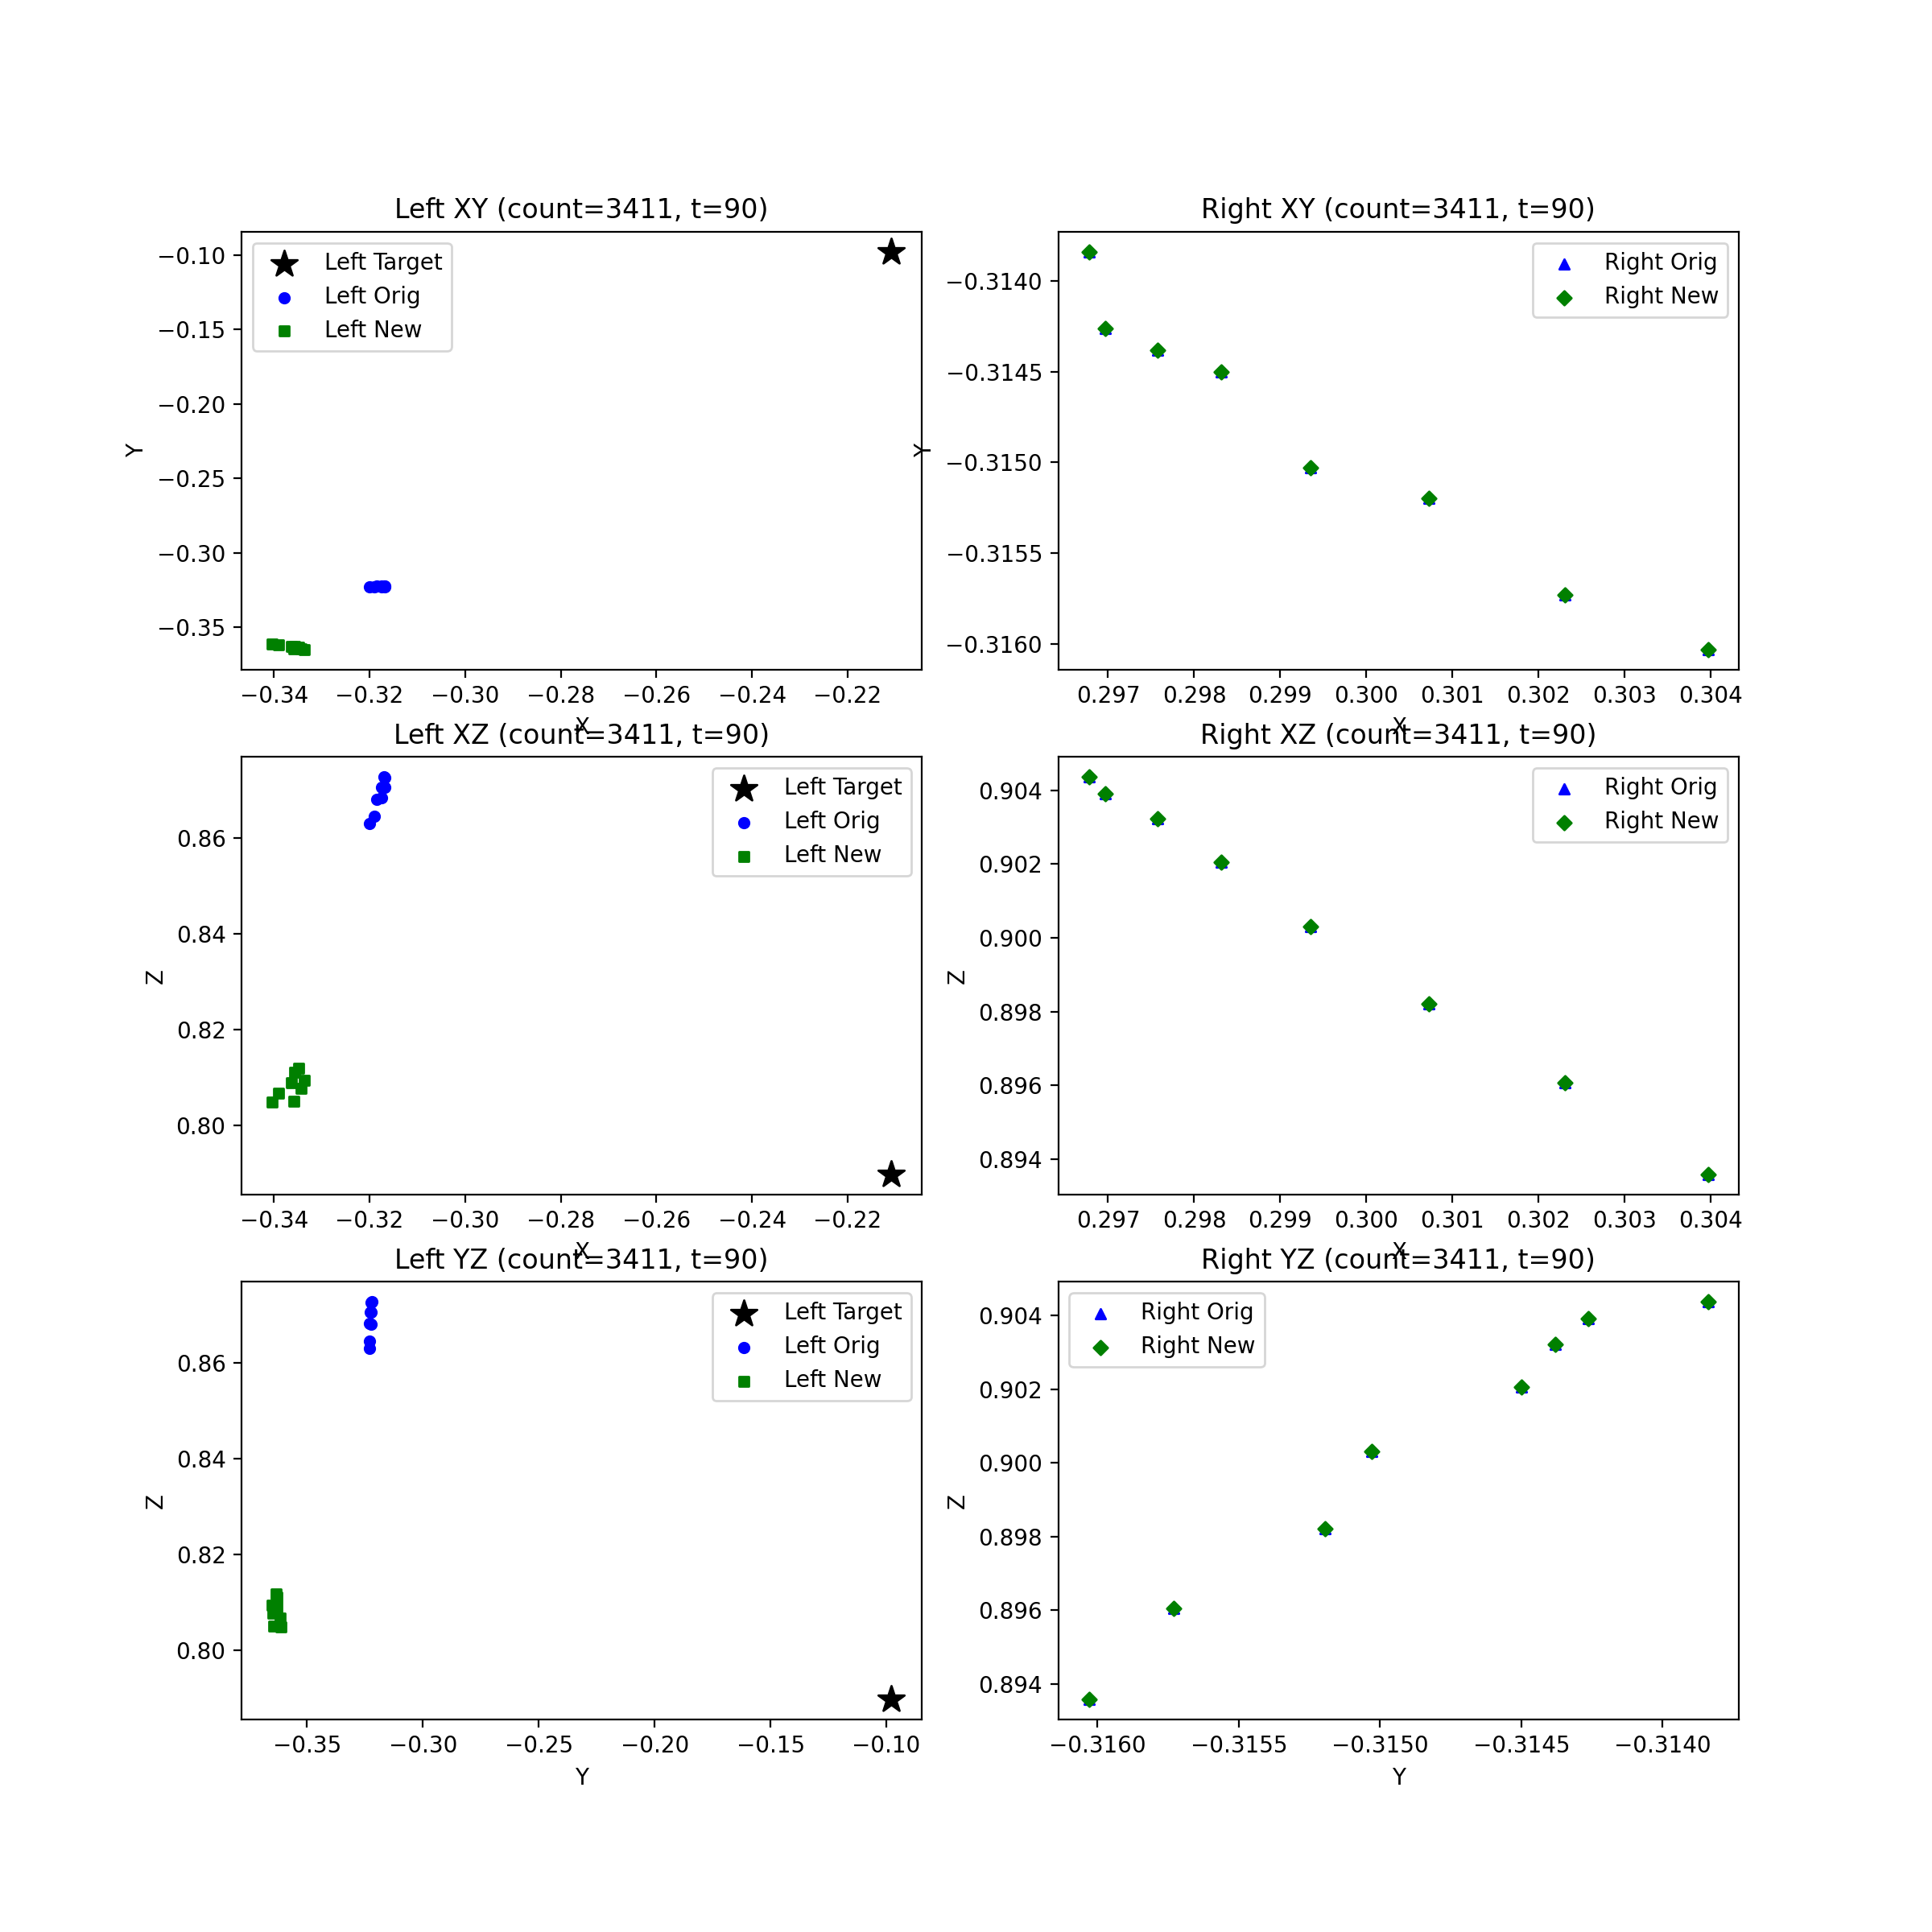 Left XY (count=3411, t=90)
Left Target
Left Orig
Left New
−0.10
−0.15
−0.20
−0.25
−0.30
−0.35
Y
−0.34 −0.32 −0.30 −0.28 −0.26 −0.24 −0.22
X
Right XY (count=3411, t=90)
Right Orig
Right New
−0.3140
−0.3145
−0.3150
−0.3155
−0.3160
Y
0.297 0.298 0.299 0.300 0.301 0.302 0.303 0.304
X
Left XZ (count=3411, t=90)
Left Target
Left Orig
Left New
0.86
0.84
0.82
0.80
Z
−0.34 −0.32 −0.30 −0.28 −0.26 −0.24 −0.22
X
Right XZ (count=3411, t=90)
Right Orig
Right New
0.904
0.902
0.900
0.898
0.896
0.894
Z
0.297 0.298 0.299 0.300 0.301 0.302 0.303 0.304
X
Left YZ (count=3411, t=90)
Left Target
Left Orig
Left New
0.86
0.84
0.82
0.80
Z
−0.35 −0.30 −0.25 −0.20 −0.15 −0.10
Y
Right YZ (count=3411, t=90)
Right Orig
Right New
0.904
0.902
0.900
0.898
0.896
0.894
Z
−0.3160 −0.3155 −0.3150 −0.3145 −0.3140
Y